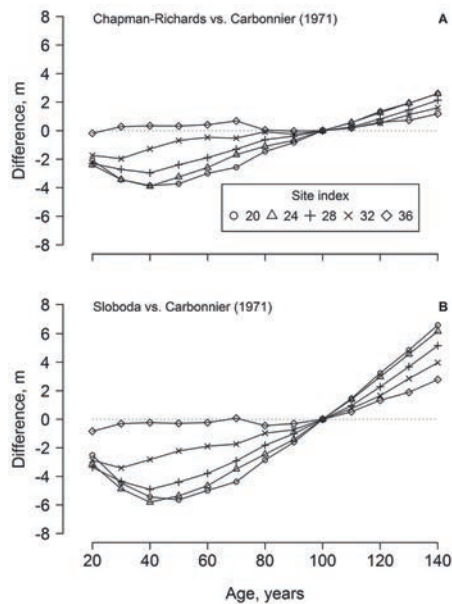 Chapman-Richards vs. Carbonnier (1971) A
8
6
4
2
0
-2
-4
-6
-8
Difference, m
Site index
20 24 28 32 36
Sloboda vs. Carbonnier (1971) B
8
6
4
2
0
-2
-4
-6
-8
Difference, m
20 40 60 80 100 120 140
Age, years